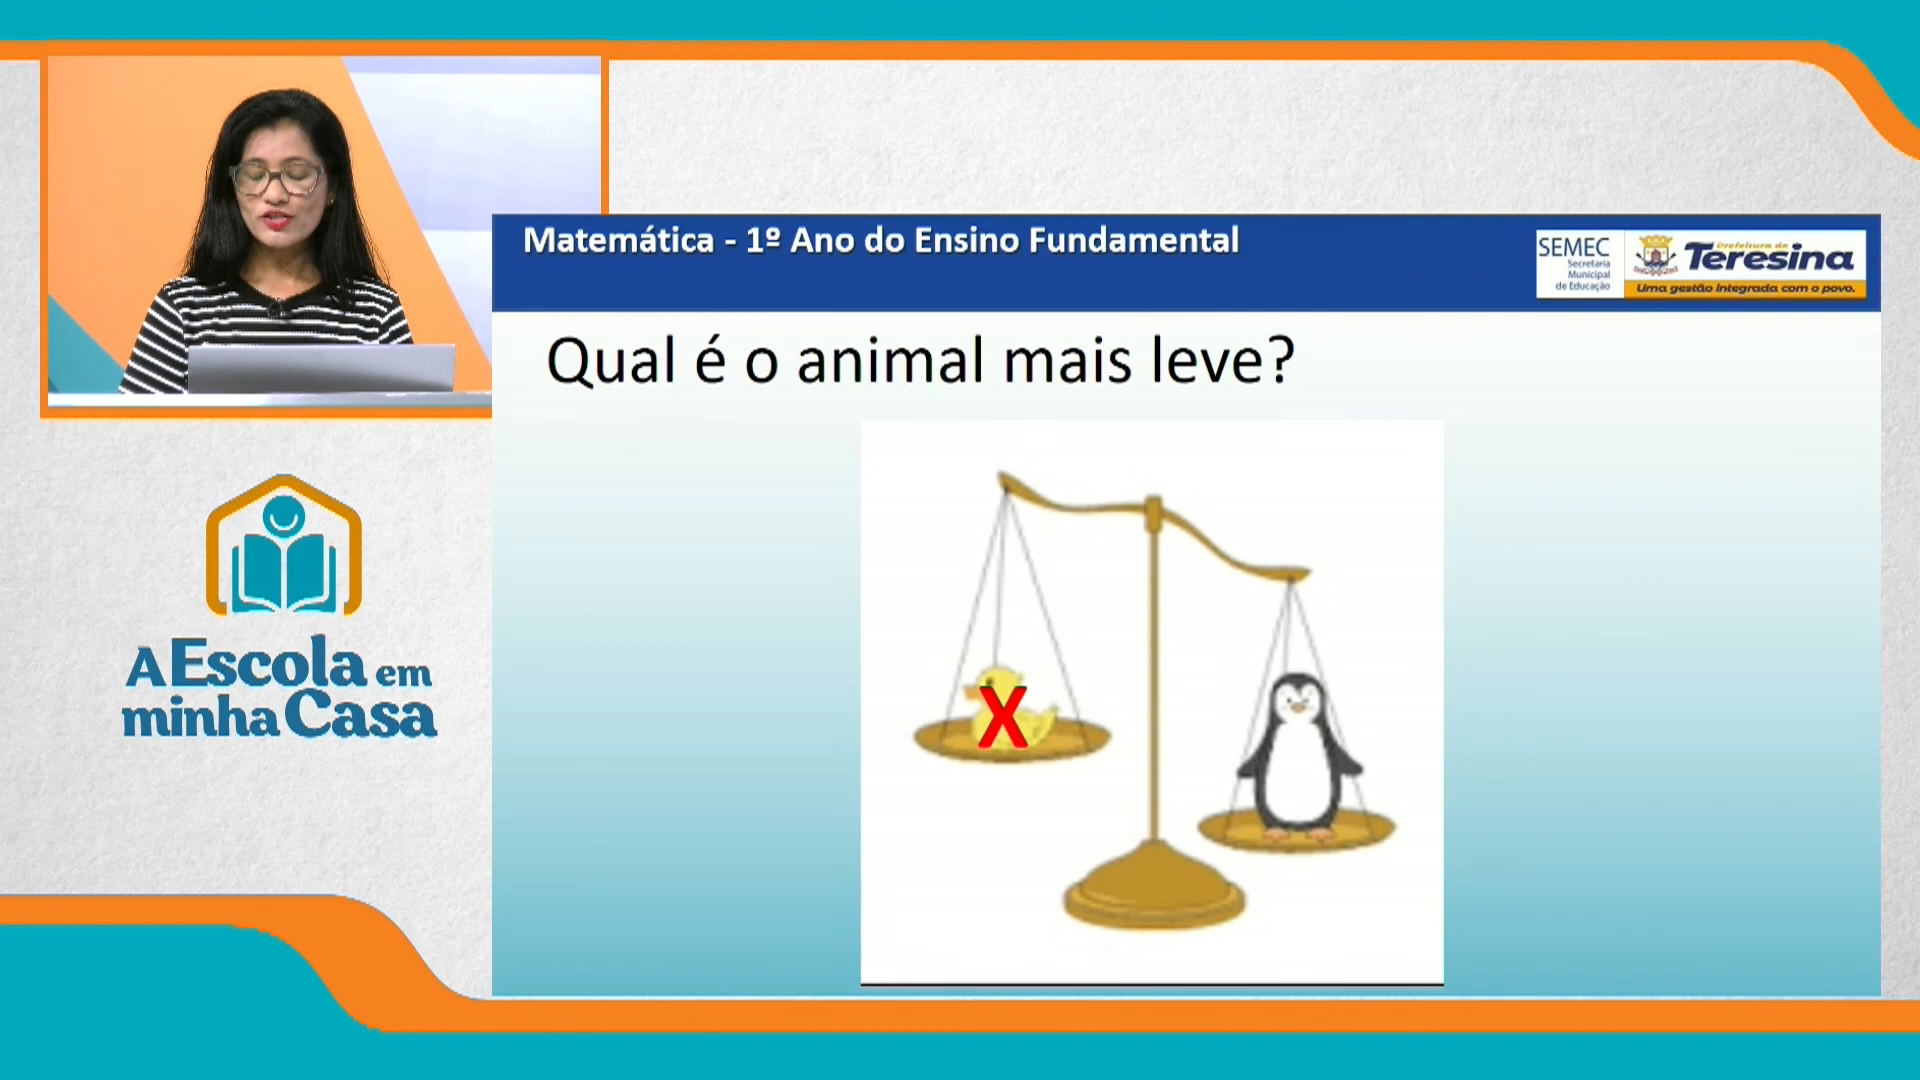 Matemática - 1º Ano do Ensino Fundamental
SEMEC
Secretaria
Municipal
de Educação
Prefeitura de
Teresina
Uma gestão integrada com o povo.
Qual é o animal mais leve?
X
A Escola em
minha Casa